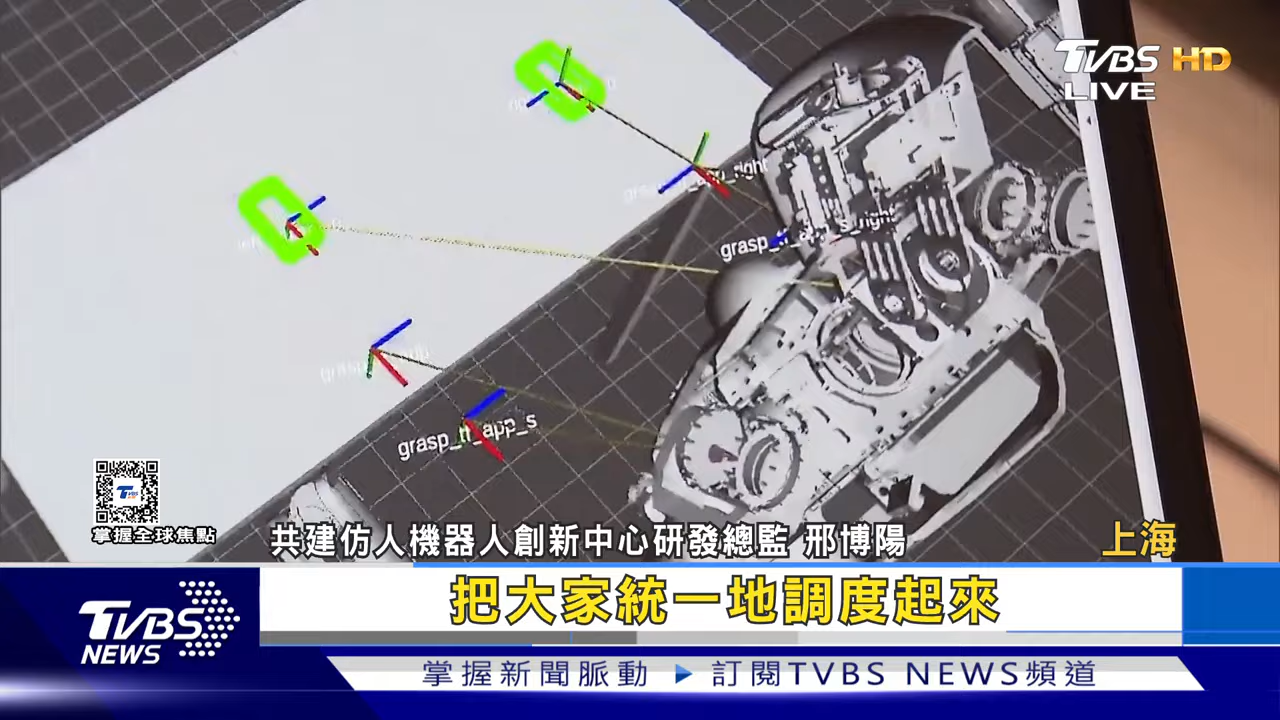 TVBS HD
LIVE
grasp_tf_app_s
掌握全球焦點
共建仿人機器人創新中心研發總監 邢博陽
上海
把大家統一地調度起來
TVBS
NEWS
掌握新聞脈動 ▶ 訂閱TVBS NEWS頻道